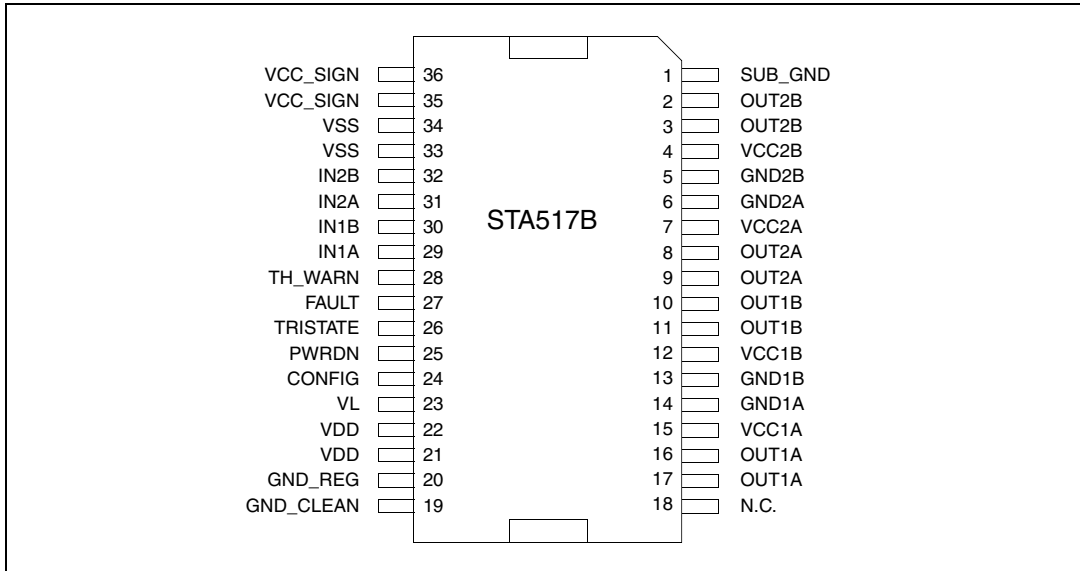 VCC_SIGN 36 1 SUB_GND
VCC_SIGN 35 2 OUT2B
VSS 34 3 OUT2B
VSS 33 4 VCC2B
IN2B 32 5 GND2B
IN2A 31 6 GND2A
STA517B
IN1B 30 7 VCC2A
IN1A 29 8 OUT2A
TH_WARN 28 9 OUT2A
FAULT 27 10 OUT1B
TRISTATE 26 11 OUT1B
PWRDN 25 12 VCC1B
CONFIG 24 13 GND1B
VL 23 14 GND1A
VDD 22 15 VCC1A
VDD 21 16 OUT1A
GND_REG 20 17 OUT1A
GND_CLEAN 19 18 N.C.